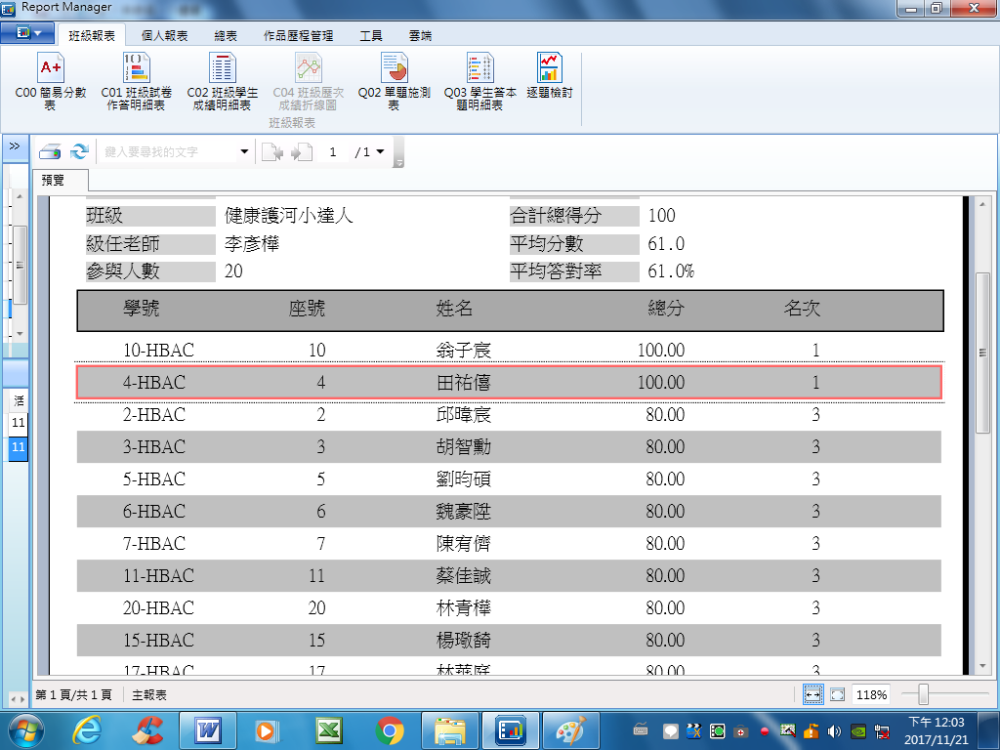 Report Manager
班級報表 個人報表 總表 作品歷程管理 工具 雲端
C00 簡易分數表
C01 班級試卷作答明細表
C02 班級學生成績明細表
C04 班級歷次成績折線圖
Q02 單題施測表
Q03 學生答本題明細表
逐題檢討
班級報表
鍵入要尋找的文字 1 / 1
預覽
班級 健康護河小達人 合計總得分 100
級任老師 李彥樺 平均分數 61.0
參與人數 20 平均答對率 61.0%
學號 座號 姓名 總分 名次
10-HBAC 10 翁子宸 100.00 1
4-HBAC 4 田祐僖 100.00 1
2-HBAC 2 邱暐宸 80.00 3
3-HBAC 3 胡智勳 80.00 3
5-HBAC 5 劉昀碩 80.00 3
6-HBAC 6 魏豪陞 80.00 3
7-HBAC 7 陳宥儕 80.00 3
11-HBAC 11 蔡佳誠 80.00 3
20-HBAC 20 林青樺 80.00 3
15-HBAC 15 楊璥騎 80.00 3
17-HBAC 17 80.00 3
活
11
11
第 1 頁/共 1 頁 主報表 118%
下午 12:03
2017/11/21